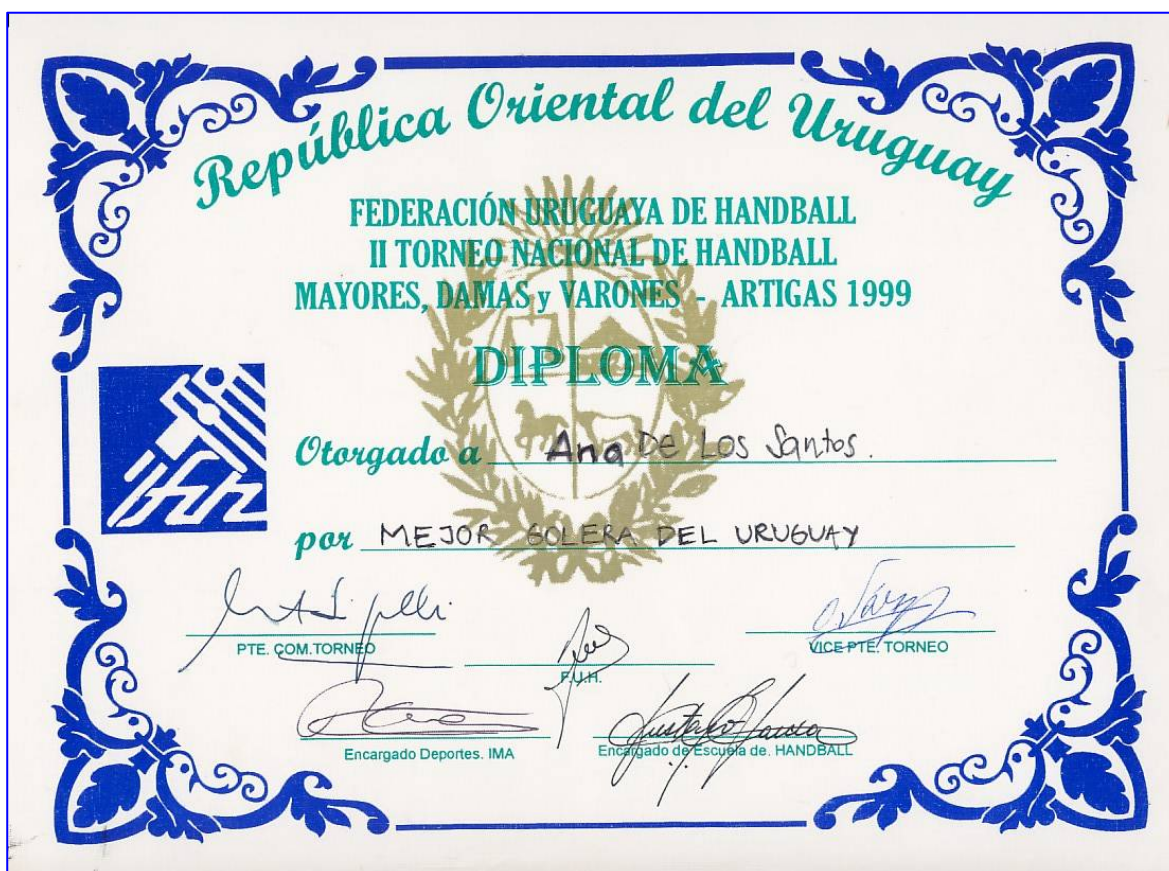 República Oriental del Uruguay
FEDERACIÓN URUGUAYA DE HANDBALL
II TORNEO NACIONAL DE HANDBALL
MAYORES, DAMAS y VARONES - ARTIGAS 1999
DIPLOMA
Otorgado a Ana De Los Santos.
por MEJOR GOLERA DEL URUGUAY
PTE. COM.TORNEO
VICE PTE. TORNEO
F.U.H.
Encargado Deportes. IMA
Encargado de Escuela de. HANDBALL